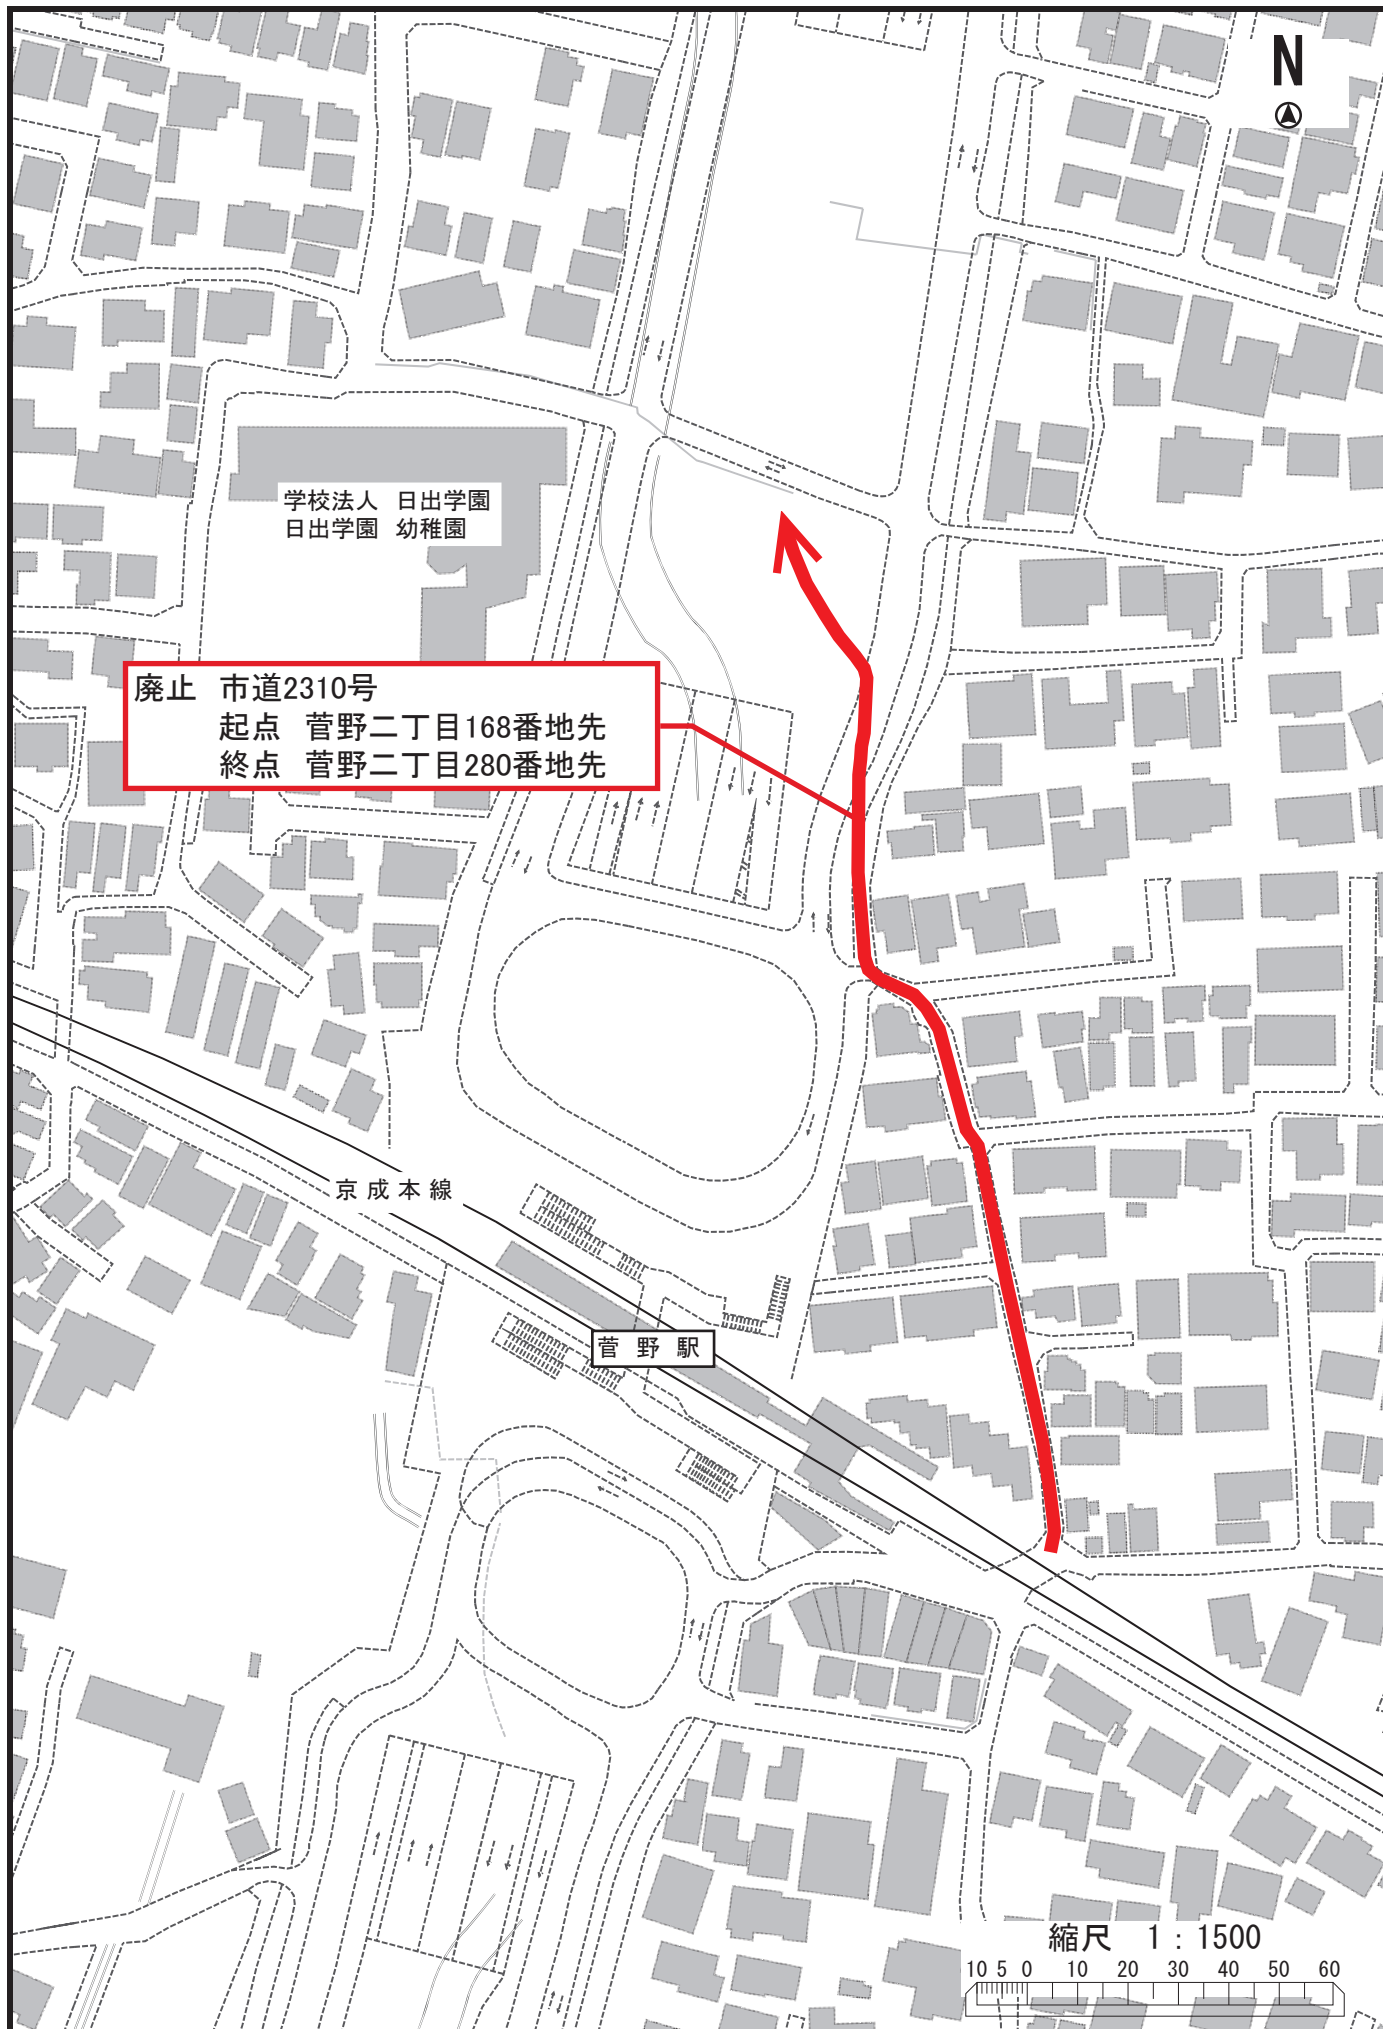 N
学校法人 日出学園
日出学園 幼稚園
廃止 市道2310号
起点 菅野二丁目168番地先
終点 菅野二丁目280番地先
京成本線
菅野駅
縮尺 1：1500
10 5 0 10 20 30 40 50 60